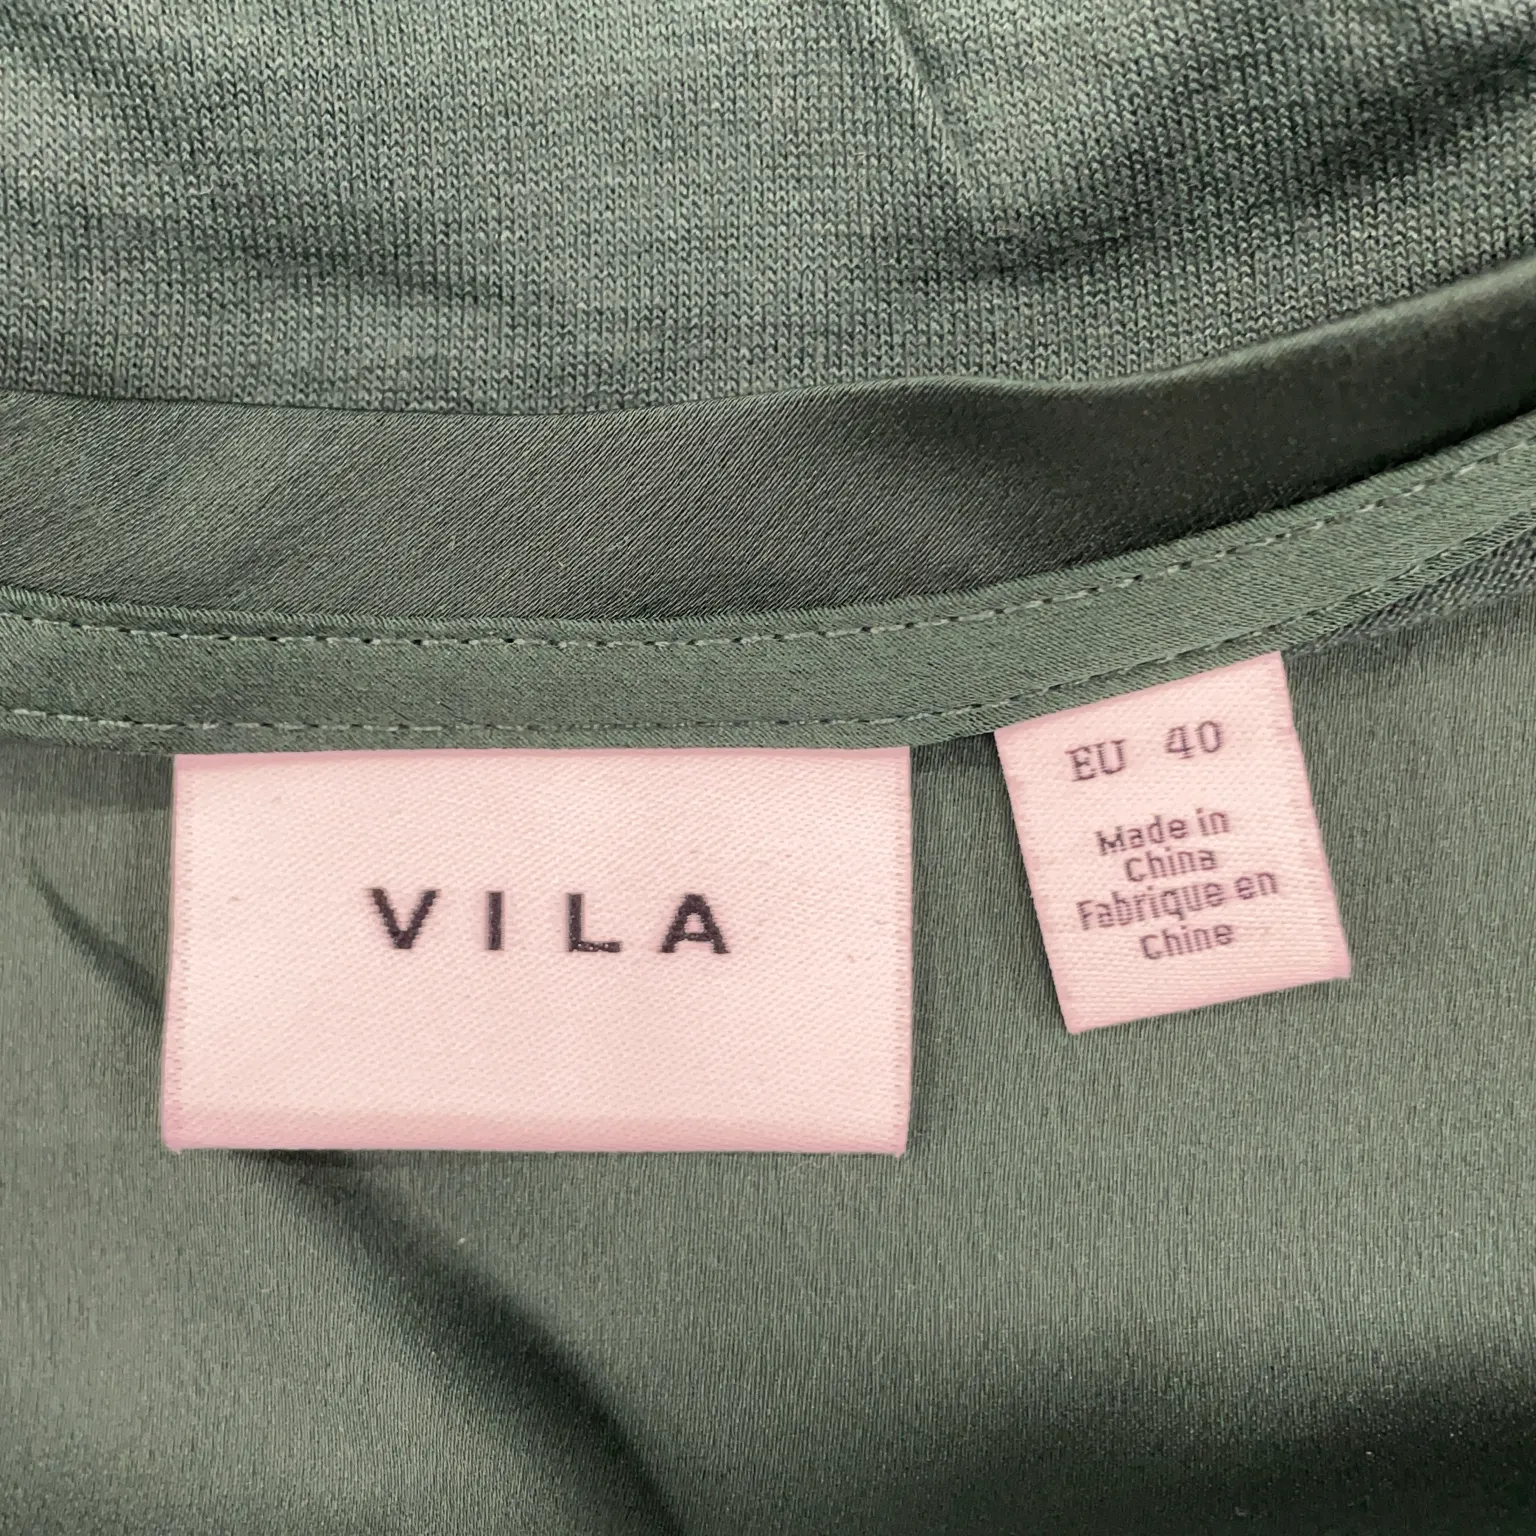 VILA
EU 40
Made in
China
Fabrique en
Chine